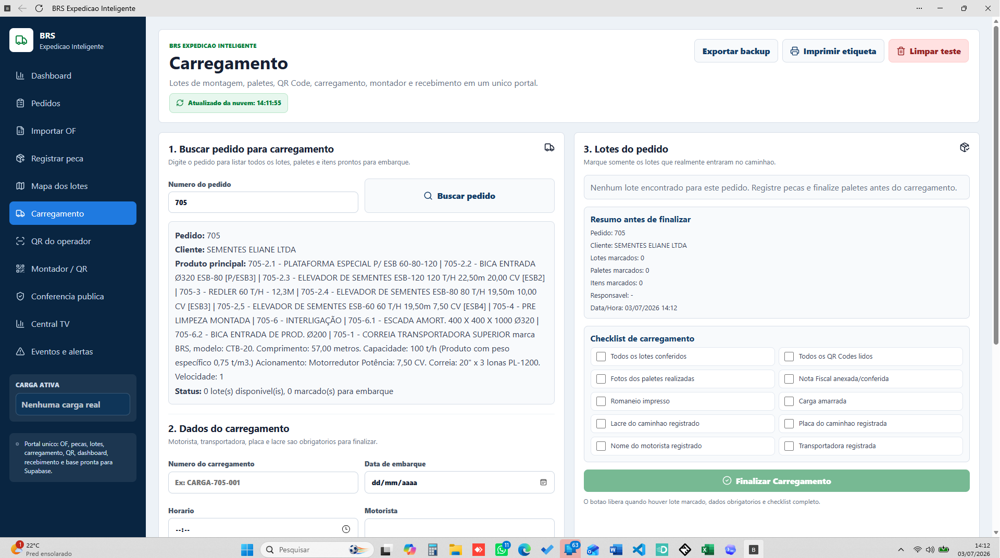 BRS Expedicao Inteligente
BRS
Expedicao Inteligente
Dashboard
Pedidos
Importar OF
Registrar peca
Mapa dos lotes
Carregamento
QR do operador
Montador / QR
Conferencia publica
Central TV
Eventos e alertas
CARGA ATIVA
Nenhuma carga real
Portal unico: OF, pecas, lotes,
carregamento, QR, dashboard,
recebimento e base pronta para
Supabase.
BRS EXPEDICAO INTELIGENTE
Carregamento
Lotes de montagem, paletes, QR Code, carregamento, montador e recebimento em um unico portal.
Atualizado da nuvem: 14:11:55
Exportar backup
Imprimir etiqueta
Limpar teste
1. Buscar pedido para carregamento
Digite o pedido para listar todos os lotes, paletes e itens prontos para embarque.
Numero do pedido
705
Buscar pedido
Pedido: 705
Cliente: SEMENTES ELIANE LTDA
Produto principal: 705-2.1 - PLATAFORMA ESPECIAL P/ ESB 60-80-120 | 705-2.2 - BICA ENTRADA
Ø320 ESB-80 [P/ESB3] | 705-2.3 - ELEVADOR DE SEMENTES ESB-120 120 T/H 22,50m 20,00 CV [ESB2]
| 705-3 - REDLER 60 T/H - 12,3M | 705-2.4 - ELEVADOR DE SEMENTES ESB-80 80 T/H 19,50m 10,00
CV [ESB3] | 705-2,5 - ELEVADOR DE SEMENTES ESB-60 60 T/H 19,50m 7,50 CV [ESB4] | 705-4 - PRE
LIMPEZA MONTADA | 705-6 - INTERLIGAÇÃO | 705-6.1 - ESCADA AMORT. 400 X 400 X 1000 Ø320 |
705-6.2 - BICA ENTRADA DE PROD. Ø200 | 705-1 - CORREIA TRANSPORTADORA SUPERIOR marca
BRS, modelo: CTB-20. Comprimento: 57,00 metros. Capacidade: 100 t/h (Produto com peso
específico 0,75 t/m3.) Acionamento: Motorredutor Potência: 7,50 CV. Correia: 20" x 3 lonas PL-1200.
Velocidade: 1
Status: 0 lote(s) disponivel(is), 0 marcado(s) para embarque
2. Dados do carregamento
Motorista, transportadora, placa e lacre sao obrigatorios para finalizar.
Numero do carregamento
Ex: CARGA-705-001
Data de embarque
dd/mm/aaaa
Horario
--:--
Motorista
3. Lotes do pedido
Marque somente os lotes que realmente entraram no caminhao.
Nenhum lote encontrado para este pedido. Registre pecas e finalize paletes antes do carregamento.
Resumo antes de finalizar
Pedido: 705
Cliente: SEMENTES ELIANE LTDA
Lotes marcados: 0
Paletes marcados: 0
Itens marcados: 0
Responsavel: -
Data/Hora: 03/07/2026 14:12
Checklist de carregamento
Todos os lotes conferidos
Todos os QR Codes lidos
Fotos dos paletes realizadas
Nota Fiscal anexada/conferida
Romaneio impresso
Carga amarrada
Lacre do caminhao registrado
Placa do caminhao registrada
Nome do motorista registrado
Transportadora registrada
Finalizar Carregamento
O botao libera quando houver lote marcado, dados obrigatorios e checklist completo.
1
22°C
Pred ensolarado
Pesquisar
11
63
B
14:12
03/07/2026